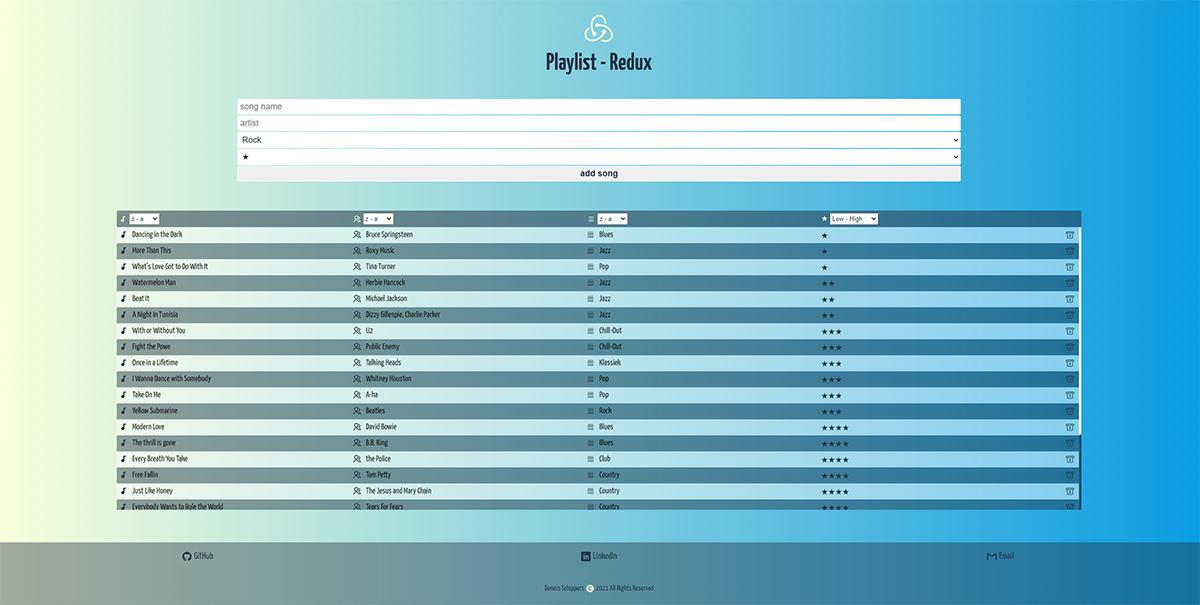 Playlist - Redux
song name
artist
Rock
★
add song
z - a z - a z - a ★ Low - High
Dancing in the Dark Bruce Springsteen Blues ★
More Than This Roxy Music Jazz ★
What's Love Got to Do With It Tina Turner Pop ★
Watermelon Man Herbie Hancock Jazz ★★
Beat It Michael Jackson Jazz ★★
A Night In Tunisia Dizzy Gillespie, Charlie Parker Jazz ★★
With or Without You U2 Chill-Out ★★★
Fight the Powe Public Enemy Chill-Out ★★★
Once in a Lifetime Talking Heads Klassiek ★★★
I Wanna Dance with Somebody Whitney Houston Pop ★★★
Take On Me A-ha Pop ★★★
Yellow Submarine Beatles Rock ★★★
Modern Love David Bowie Blues ★★★★
The thrill is gone B.B. King Blues ★★★★
Every Breath You Take the Police Club ★★★★
Free Fallin Tom Petty Country ★★★★
Just Like Honey The Jesus and Mary Chain Country ★★★★
Everybody Wants to Rule the World Tears for Fears Country ★★★★
GitHub LinkedIn Email
Dennis Schippers © 2021 All Rights Reserved